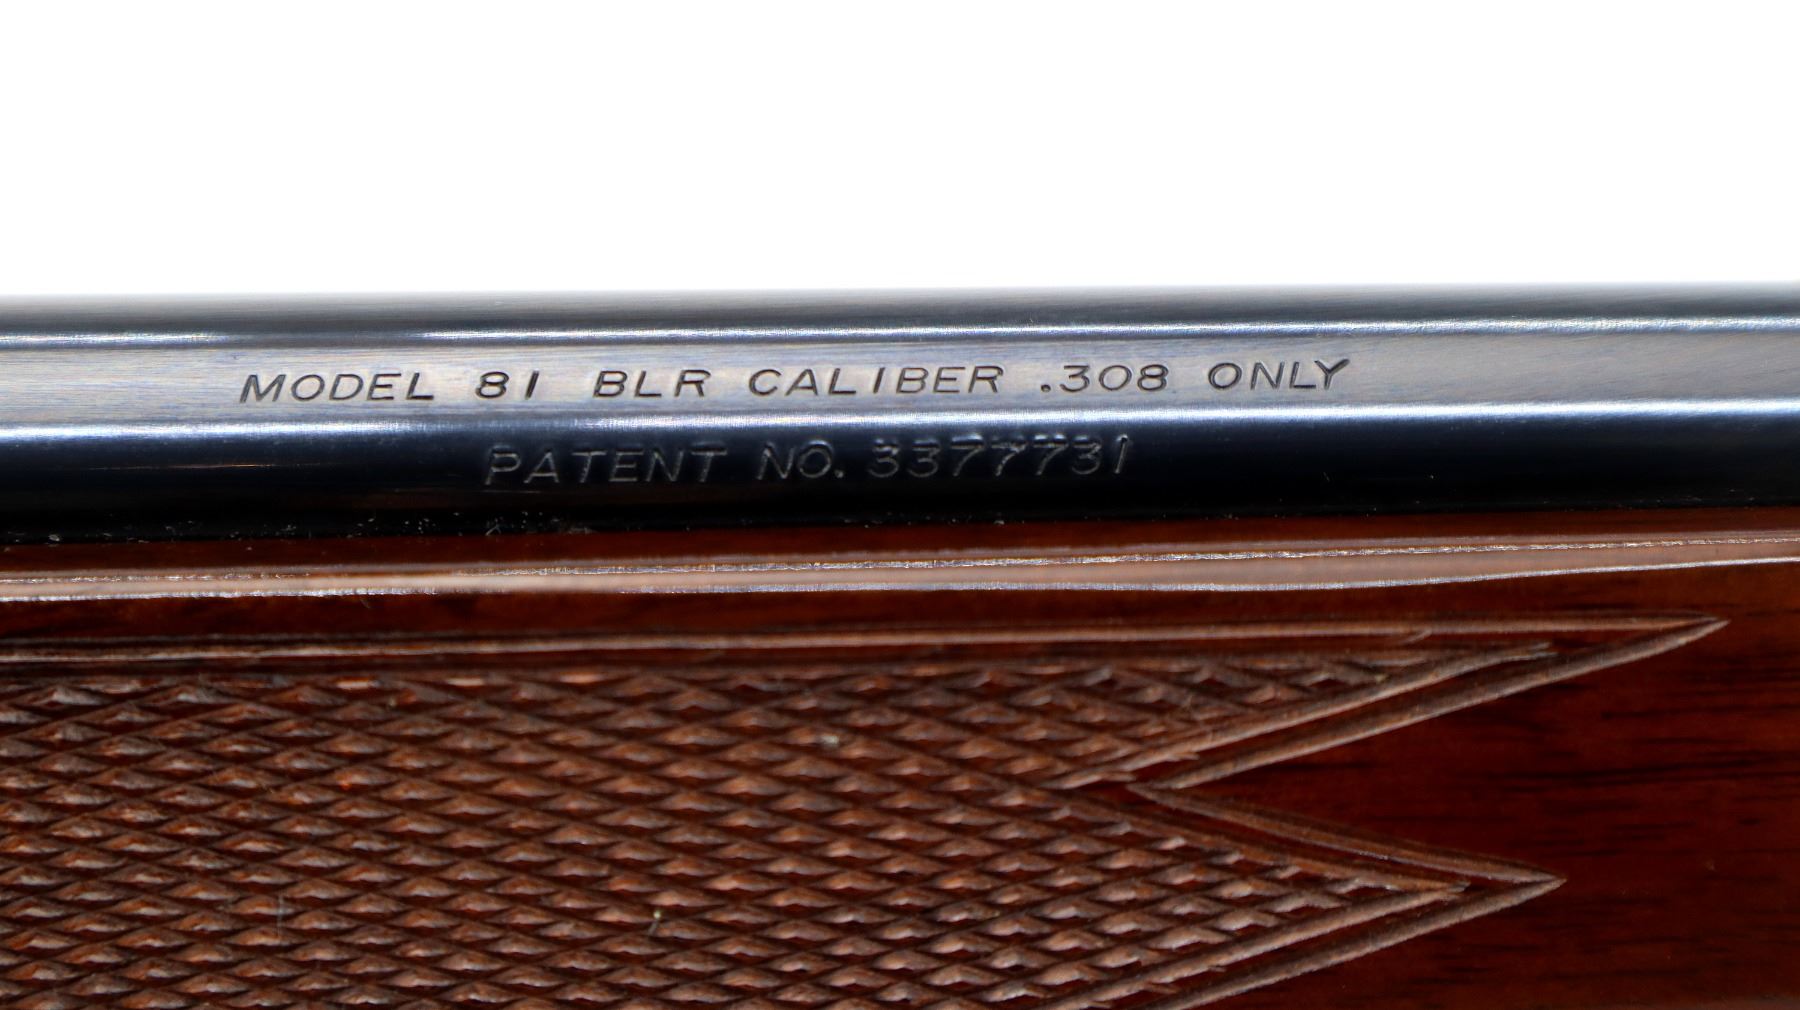 MODEL 81 BLR CALIBER .308 ONLY
PATENT NO. 3377731